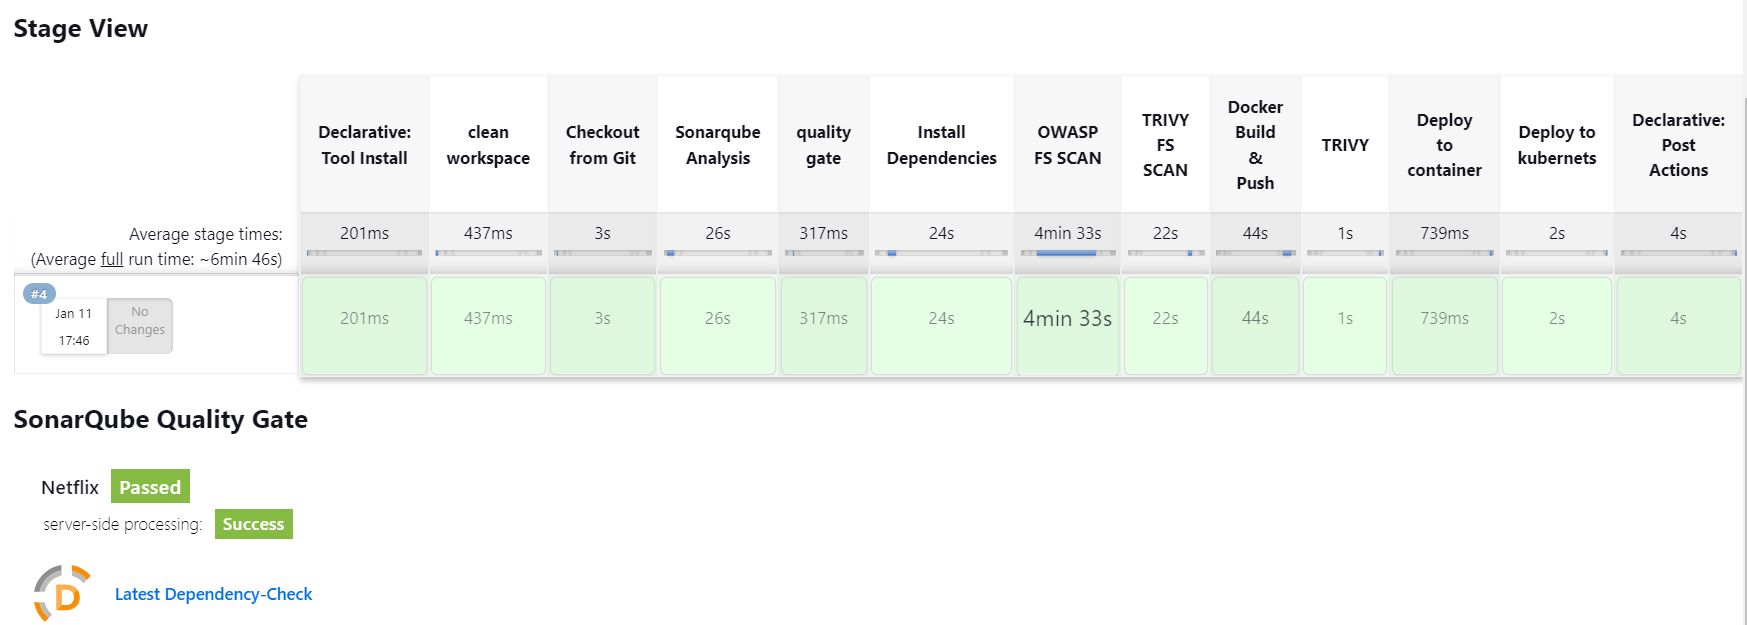 Stage View
Declarative: Tool Install
clean workspace
Checkout from Git
Sonarqube Analysis
quality gate
Install Dependencies
OWASP FS SCAN
TRIVY FS SCAN
Docker Build & Push
TRIVY
Deploy to container
Deploy to kubernets
Declarative: Post Actions
Average stage times:
(Average full run time: ~6min 46s)
201ms
437ms
3s
26s
317ms
24s
4min 33s
22s
44s
1s
739ms
2s
4s
#4
Jan 11
17:46
No
Changes
201ms
437ms
3s
26s
317ms
24s
4min 33s
22s
44s
1s
739ms
2s
4s
SonarQube Quality Gate
Netflix Passed
server-side processing: Success
D
Latest Dependency-Check